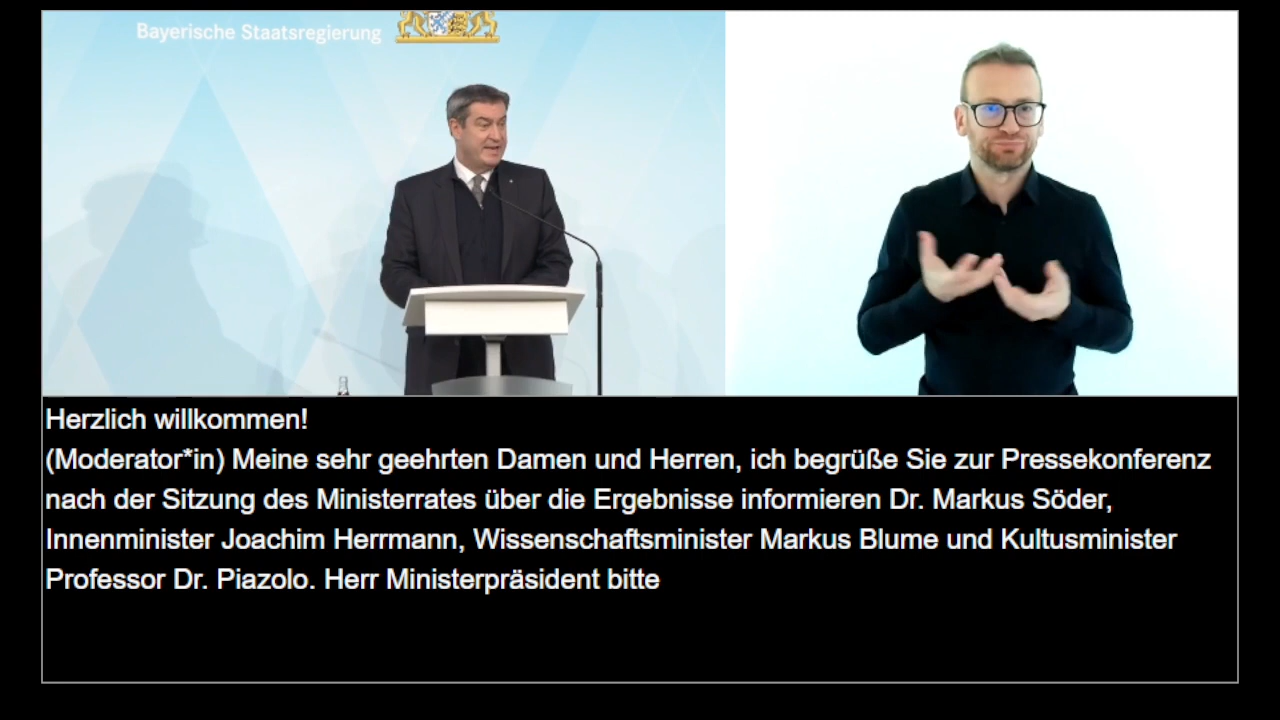 Bayerische Staatsregierung
Herzlich willkommen!
(Moderator*in) Meine sehr geehrten Damen und Herren, ich begrüße Sie zur Pressekonferenz
nach der Sitzung des Ministerrates über die Ergebnisse informieren Dr. Markus Söder,
Innenminister Joachim Herrmann, Wissenschaftsminister Markus Blume und Kultusminister
Professor Dr. Piazolo. Herr Ministerpräsident bitte